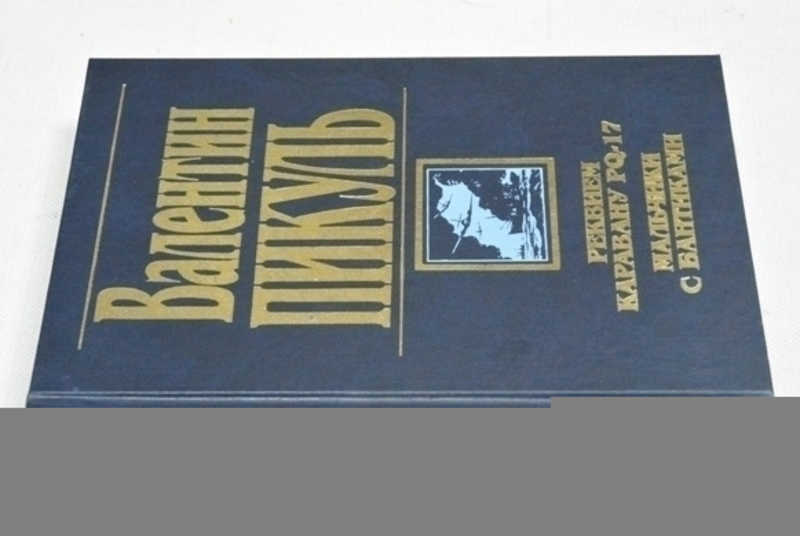 Валентин
ПИКУЛЬ
РЕКВИЕМ
КАРАВАНУ PQ-17
МАЛЬЧИКИ
С БАНТИКАМИ